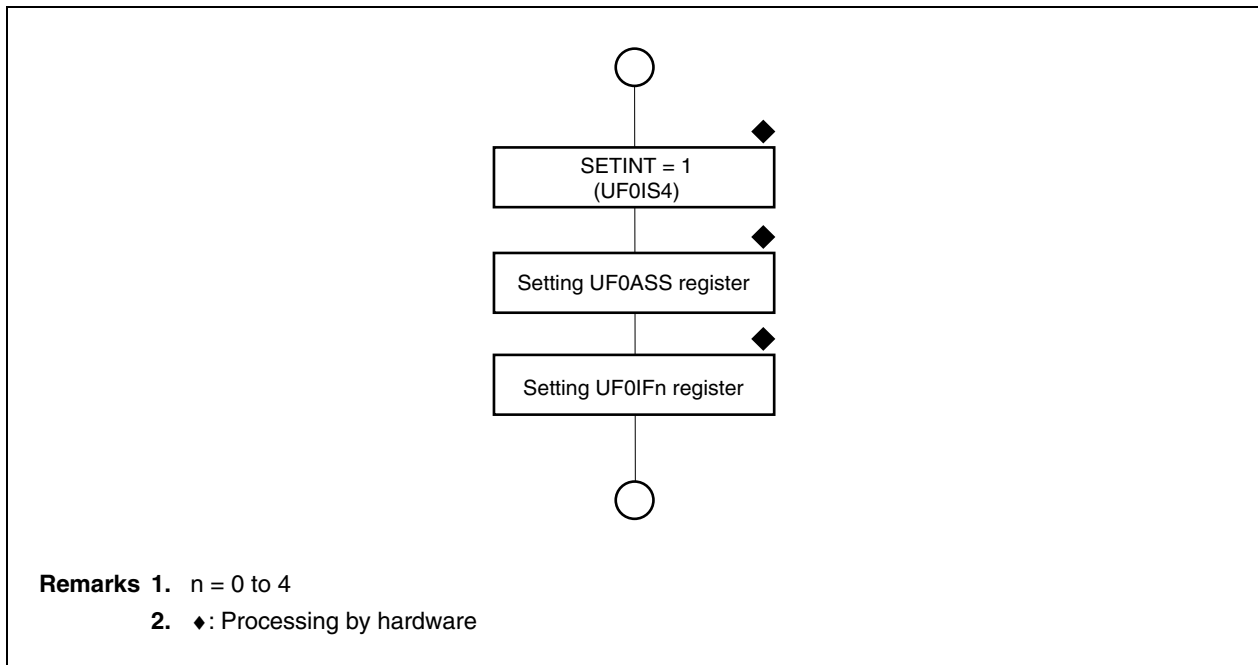 SETINT = 1
(UF0IS4)
Setting UF0ASS register
Setting UF0IFn register
Remarks 1. n = 0 to 4
2. ♦: Processing by hardware